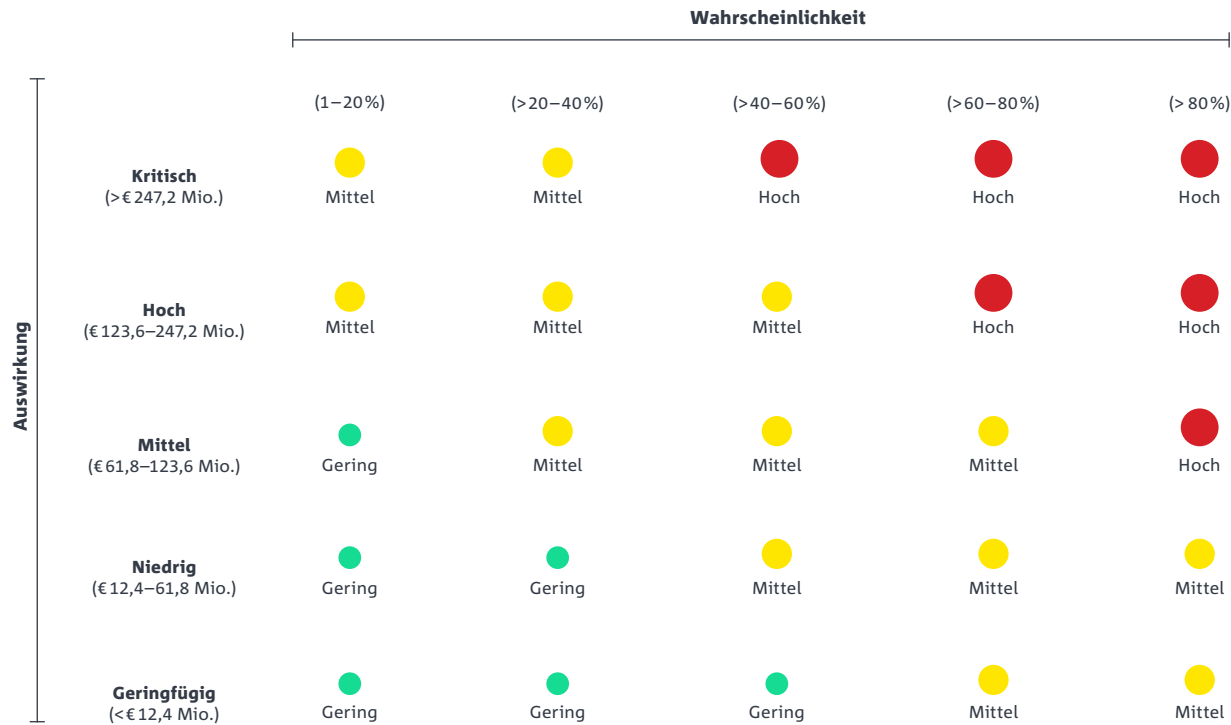 Wahrscheinlichkeit
(1–20%) (>20–40%) (>40–60%) (>60–80%) (>80%)
Auswirkung
Kritisch
(>€247,2 Mio.)
Mittel Mittel Hoch Hoch Hoch
Hoch
(€123,6–247,2 Mio.)
Mittel Mittel Mittel Hoch Hoch
Mittel
(€61,8–123,6 Mio.)
Gering Mittel Mittel Mittel Hoch
Niedrig
(€12,4–61,8 Mio.)
Gering Gering Mittel Mittel Mittel
Geringfügig
(<€12,4 Mio.)
Gering Gering Gering Mittel Mittel